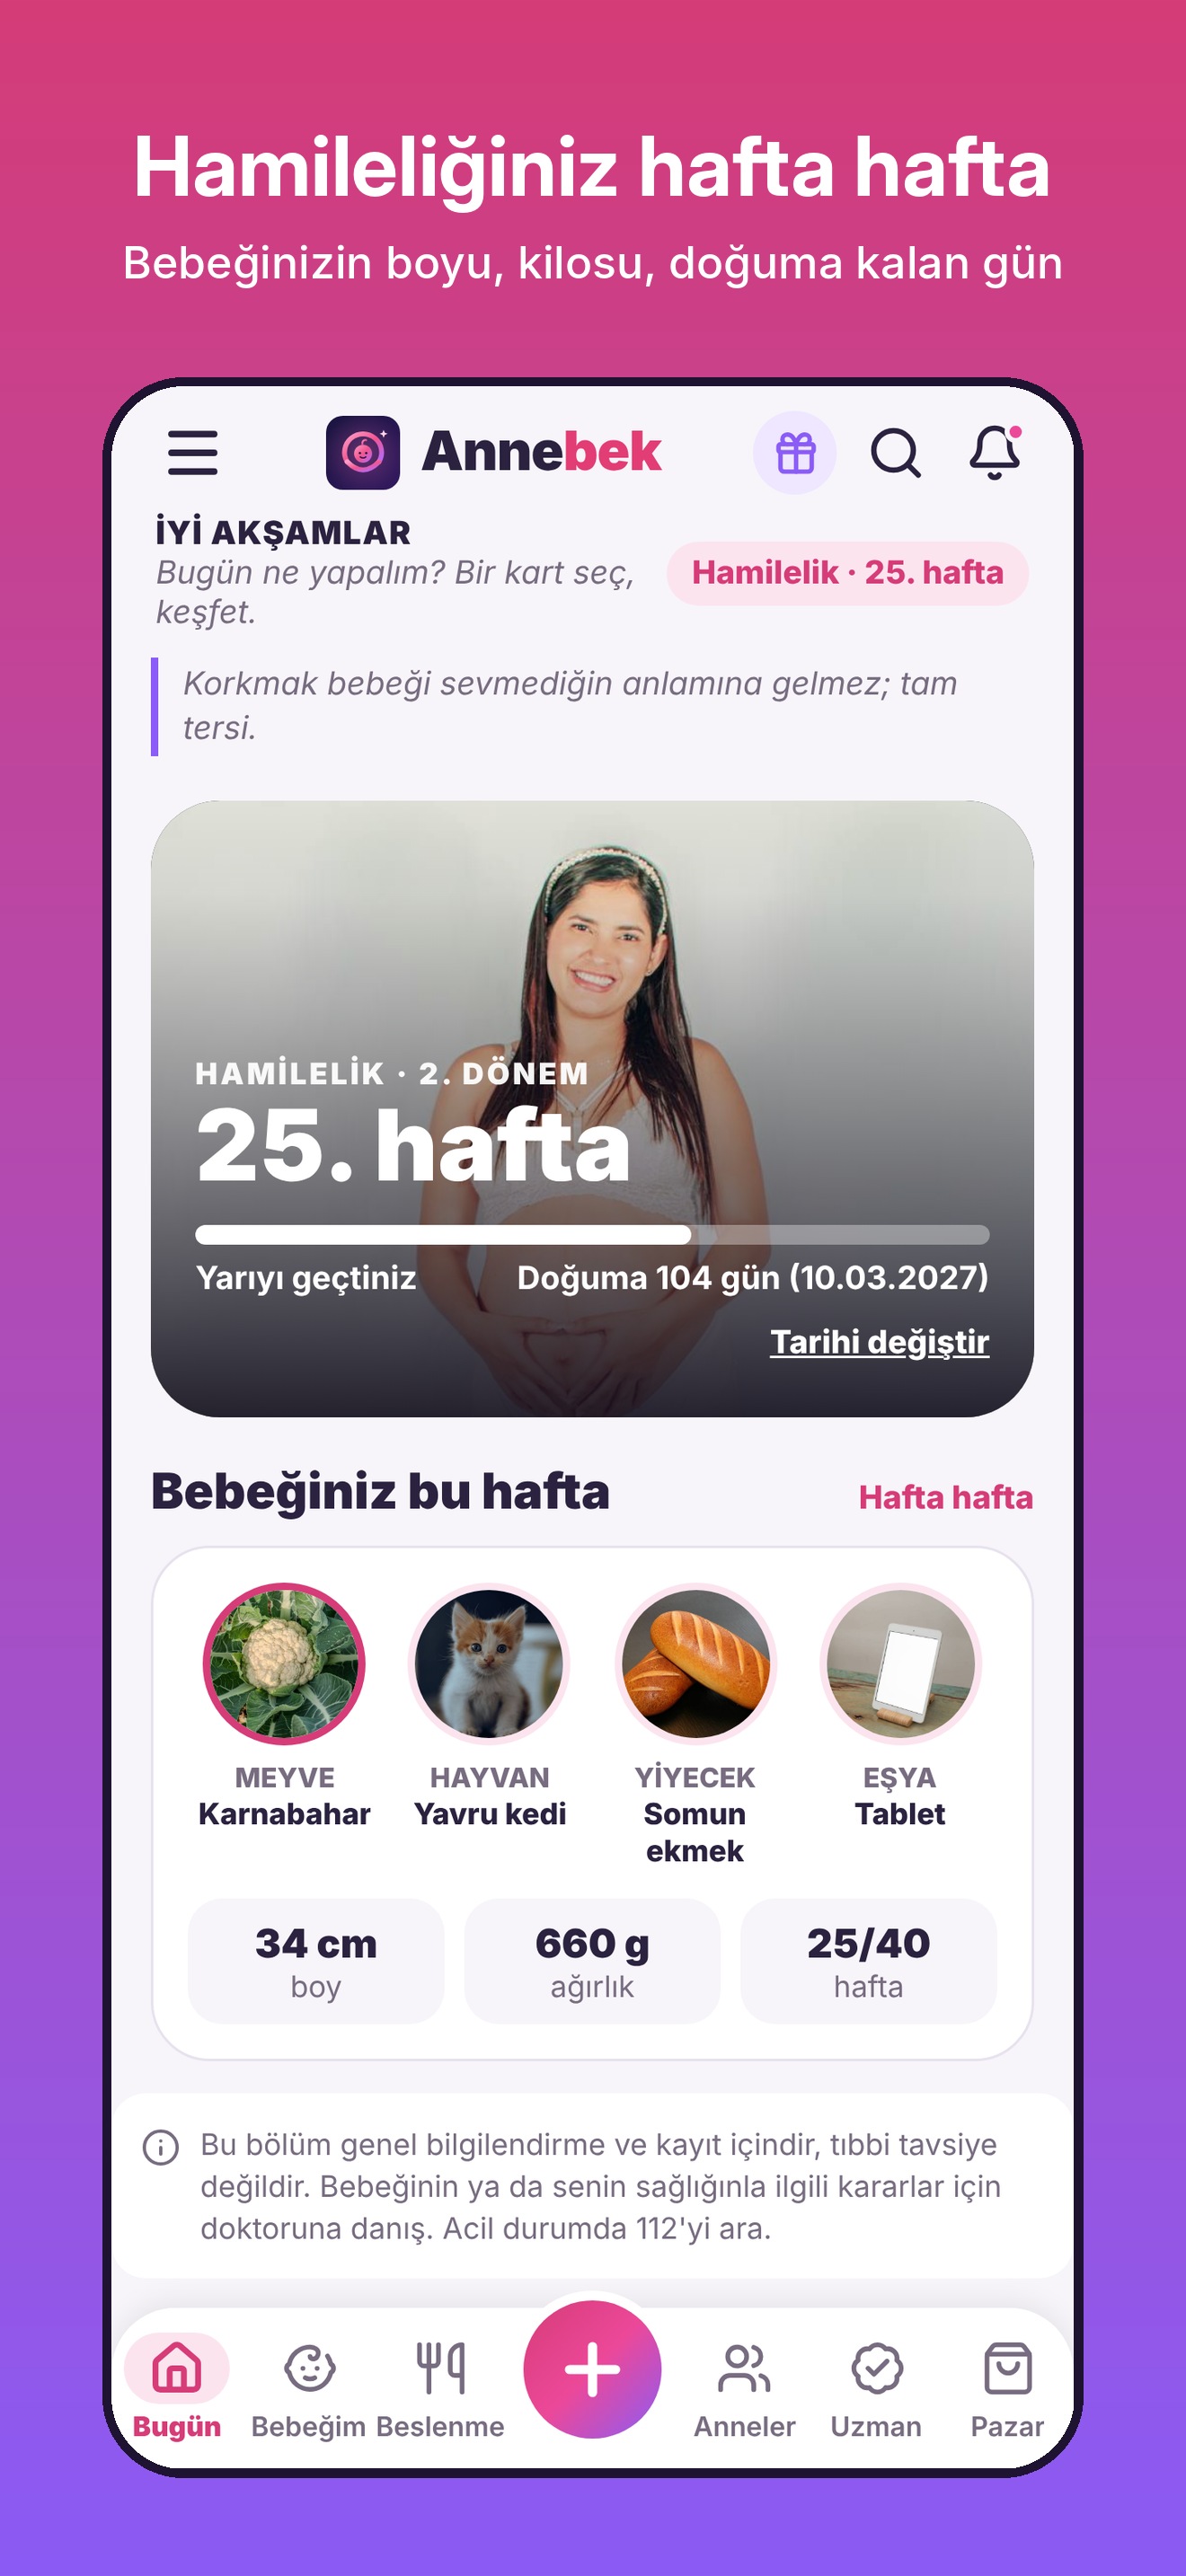 Hamileliğiniz hafta hafta
Bebeğinizin boyu, kilosu, doğuma kalan gün
Annebek
İYİ AKŞAMLAR
Bugün ne yapalım? Bir kart seç,
keşfet.
Hamilelik · 25. hafta
Korkmak bebeği sevmediğin anlamına gelmez; tam
tersi.
HAMİLELİK · 2. DÖNEM
25. hafta
Yarıyı geçtiniz
Doğuma 104 gün (10.03.2027)
Tarihi değiştir
Bebeğiniz bu hafta
Hafta hafta
MEYVE
Karnabahar
HAYVAN
Yavru kedi
YİYECEK
Somun
ekmek
EŞYA
Tablet
34 cm
boy
660 g
ağırlık
25/40
hafta
Bu bölüm genel bilgilendirme ve kayıt içindir, tıbbi tavsiye
değildir. Bebeğinin ya da senin sağlığınla ilgili kararlar için
doktoruna danış. Acil durumda 112'yi ara.
Bugün
Bebeğim
Beslenme
Anneler
Uzman
Pazar